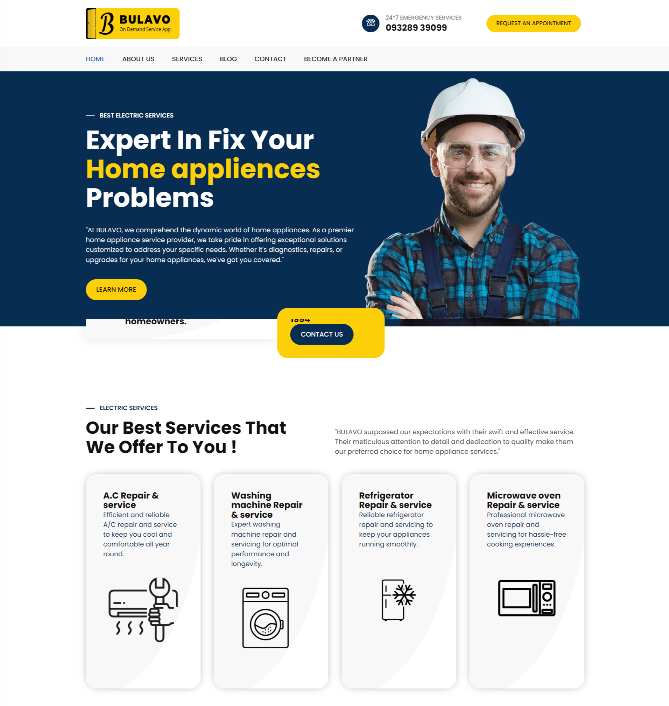 BULAVO
On Demand Service App
24*7 EMERGENCY SERVICES
093289 39099
REQUEST AN APPOINTMENT
HOME
ABOUT US
SERVICES
BLOG
CONTACT
BECOME A PARTNER
BEST ELECTRIC SERVICES
Expert In Fix Your
Home appliences
Problems
"At BULAVO, we comprehend the dynamic world of home appliances. As a premier
home appliance service provider, we take pride in offering exceptional solutions
customized to address your specific needs. Whether it's diagnostics, repairs, or
upgrades for your home appliances, we've got you covered."
LEARN MORE
homeowners.
CONTACT US
ELECTRIC SERVICES
Our Best Services That
We Offer To You !
"BULAVO surpassed our expectations with their swift and effective service.
Their meticulous attention to detail and dedication to quality make them
our preferred choice for home appliance services."
A.C Repair &
service
Efficient and reliable
A/C repair and service
to keep you cool and
comfortable all year
round.
Washing
machine Repair
& service
Expert washing
machine repair and
servicing for optimal
performance and
longevity.
Refrigerator
Repair & service
Reliable refrigerator
repair and servicing to
keep your appliances
running smoothly.
Microwave oven
Repair & service
Professional microwave
oven repair and
servicing for hassle-free
cooking experiences.